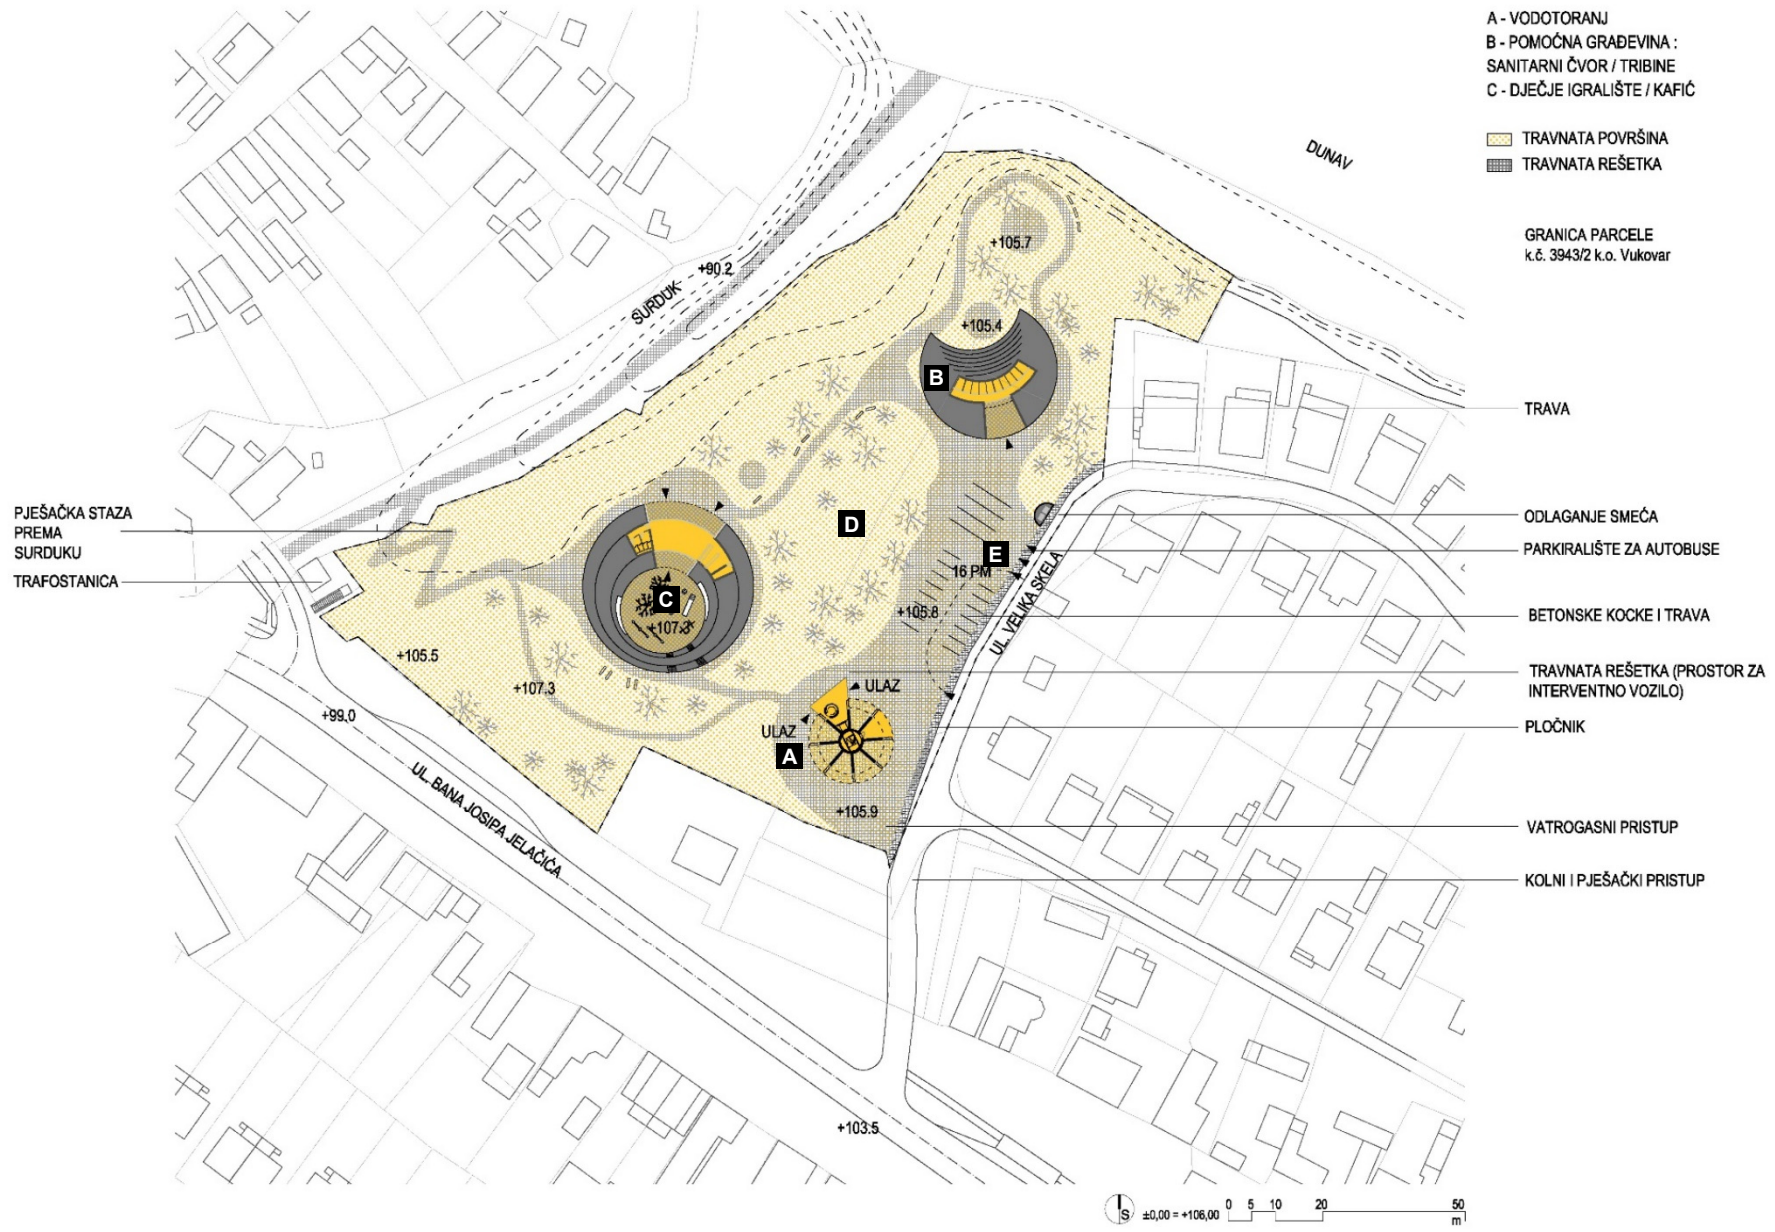 A - VODOTORANJ
B - POMOĆNA GRAĐEVINA :
SANITARNI ČVOR / TRIBINE
C - DJEČJE IGRALIŠTE / KAFIĆ
TRAVNATA POVRŠINA
TRAVNATA REŠETKA
GRANICA PARCELE
k.č. 3943/2 k.o. Vukovar
DUNAV
+105.7
+90.2
SURDUK
+105.4
B
TRAVA
PJEŠAČKA STAZA
PREMA
SURDUKU
TRAFOSTANICA
D
E
16 PM
ODLAGANJE SMEĆA
PARKIRALIŠTE ZA AUTOBUSE
C
+107.3
+105.8
UL. VELIKA SKELA
BETONSKE KOCKE I TRAVA
+105.5
+107.3
+99.0
ULAZ
ULAZ
A
TRAVNATA REŠETKA (PROSTOR ZA
INTERVENTNO VOZILO)
PLOČNIK
UL. BANA JOSIPA JELAČIĆA
+105.9
VATROGASNI PRISTUP
KOLNI I PJEŠAČKI PRISTUP
+103.5
S
±0,00 = +106,00
0 5 10 20 50
m